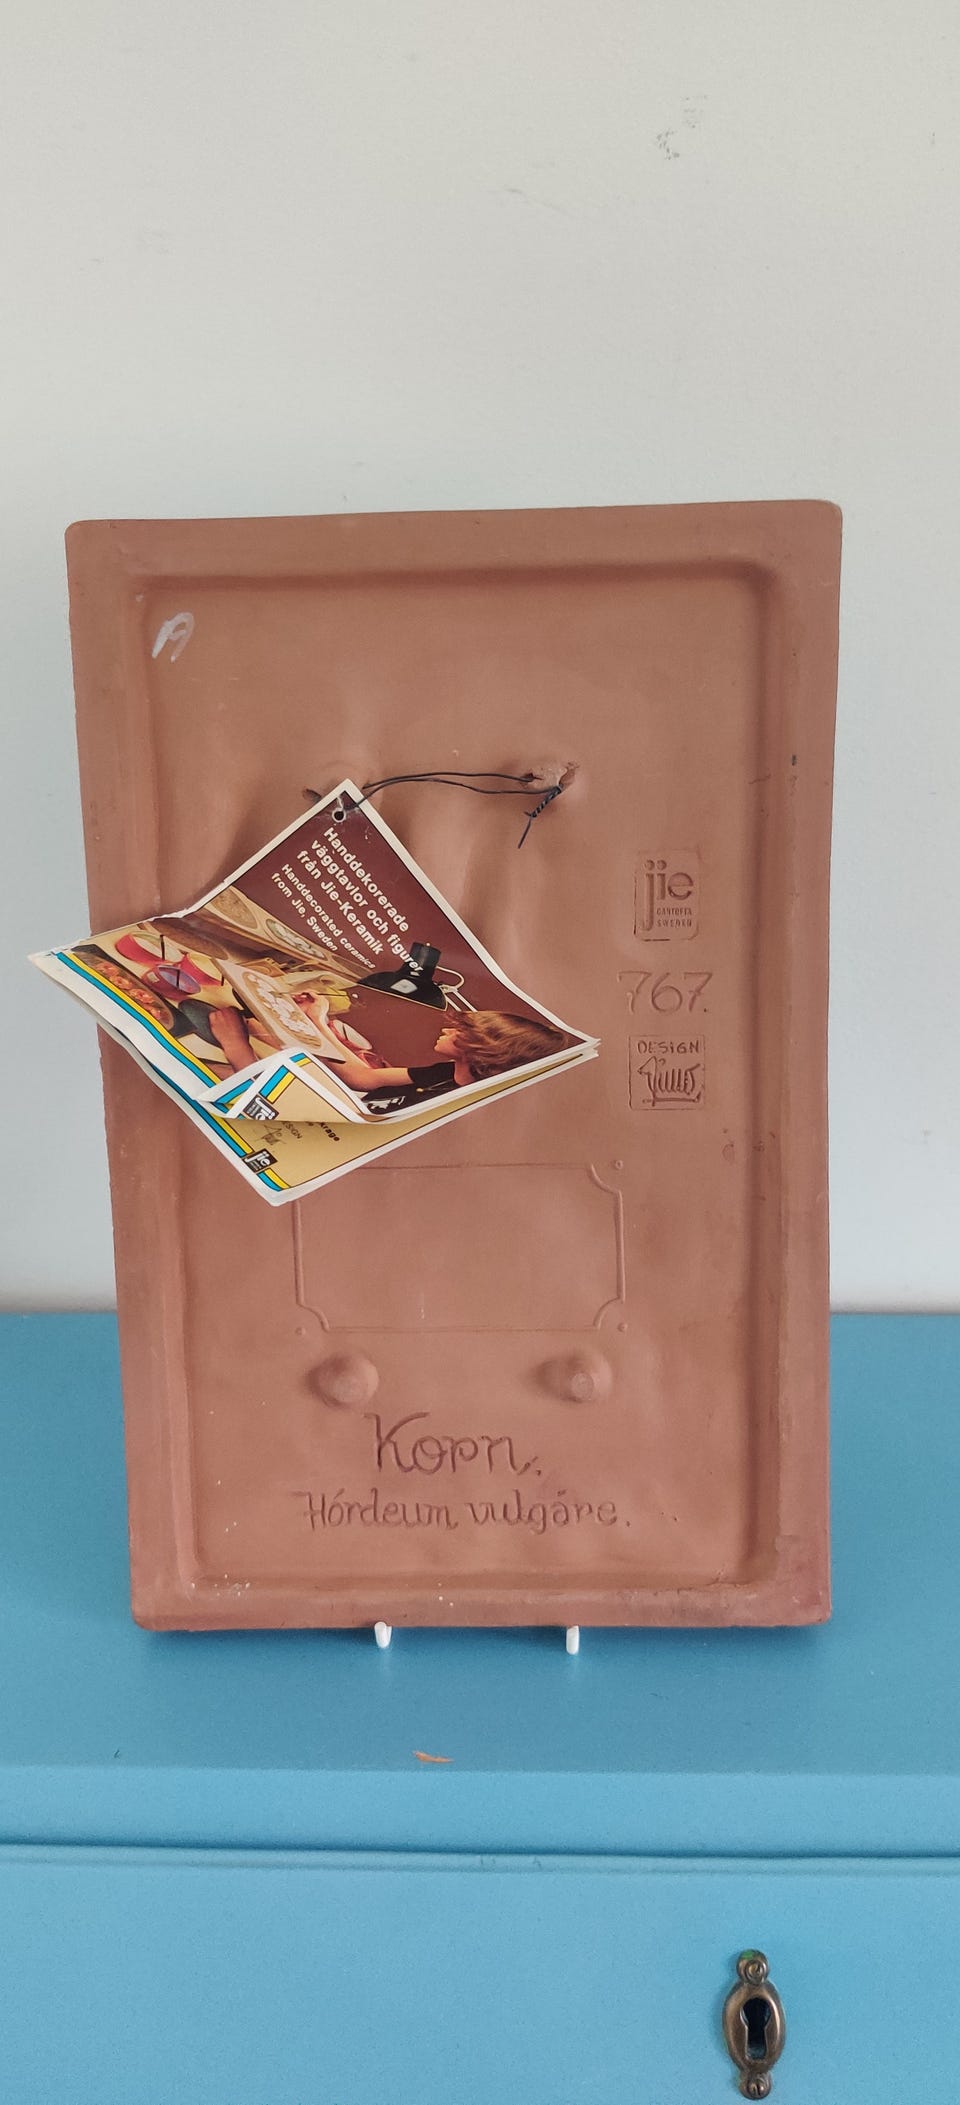 A
Handdekorerade
väggtavlor och figurer
från Jie-Keramik
Handdecorated ceramics
from Jie, Sweden
jie
GANTOFTA
SWEDEN
767.
DESIGN
jie
Korn.
Hórdeum vulgáre.